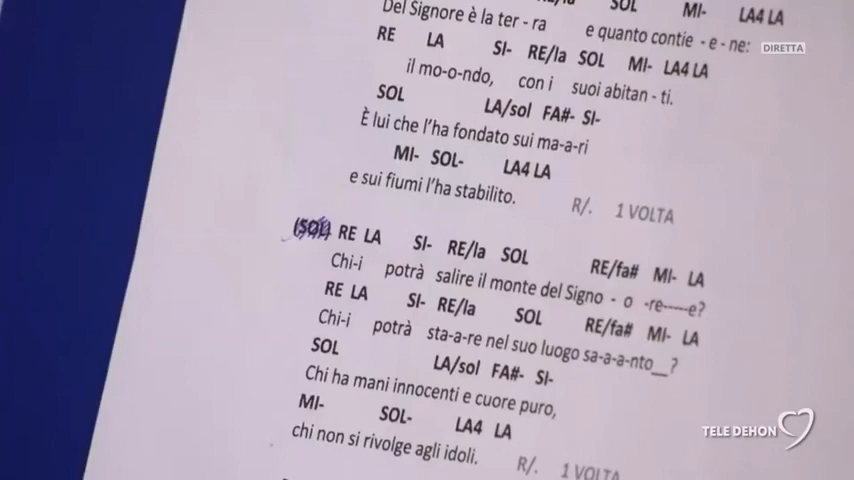 SOL MI- LA4 LA
Del Signore è la ter - ra e quanto contie - e - ne:
DIRETTA
RE LA SI- RE/la SOL MI- LA4 LA
il mo-o-ndo, con i suoi abitan - ti.
SOL LA/sol FA#- SI-
È lui che l'ha fondato sui ma-a-ri
MI- SOL- LA4 LA
e sui fiumi l'ha stabilito. R/. 1 VOLTA
(SOL) RE LA SI- RE/la SOL RE/fa# MI- LA
Chi-i potrà salire il monte del Signo - o -re-----e?
RE LA SI- RE/la SOL RE/fa# MI- LA
Chi-i potrà sta-a-re nel suo luogo sa-a-a-nto__?
SOL LA/sol FA#- SI-
Chi ha mani innocenti e cuore puro,
MI- SOL- LA4 LA
chi non si rivolge agli idoli. R/. 1 VOLTA
TELE DEHON